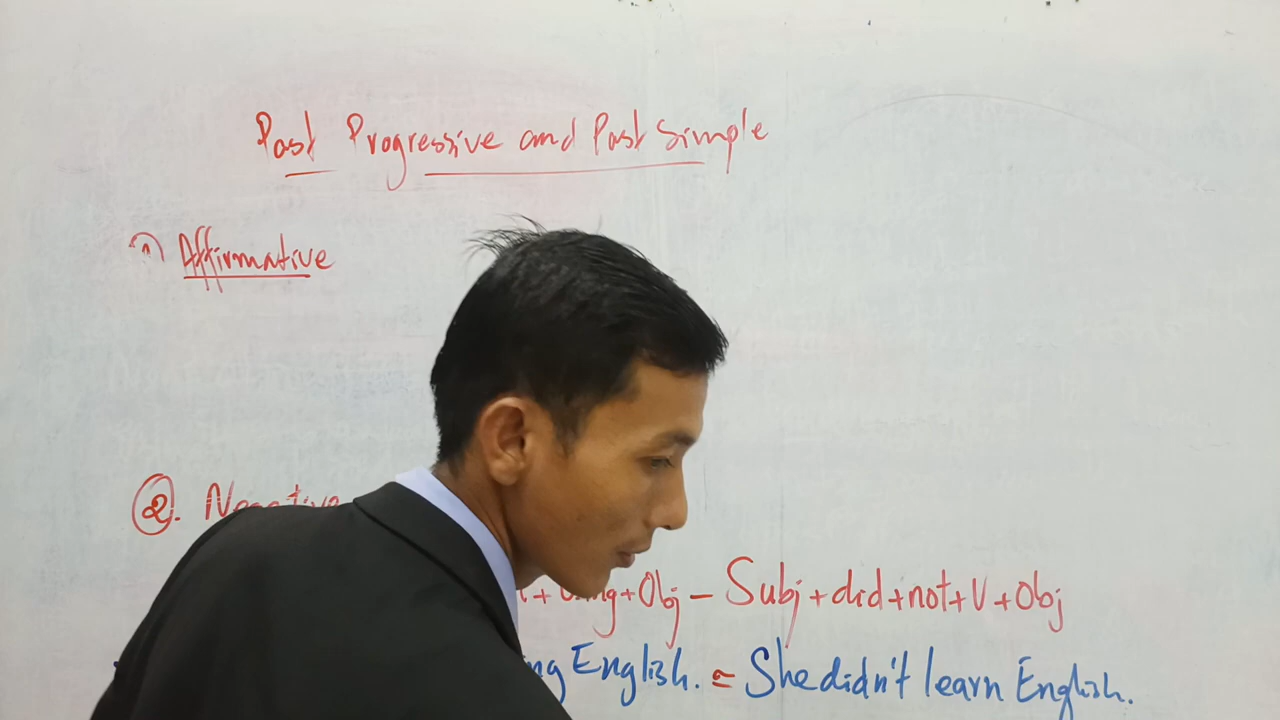 Past Progressive and Past Simple
① Affirmative
②. Negative
+ Ving + Obj – Subj + did + not + V + Obj
English. = She didn't learn English.